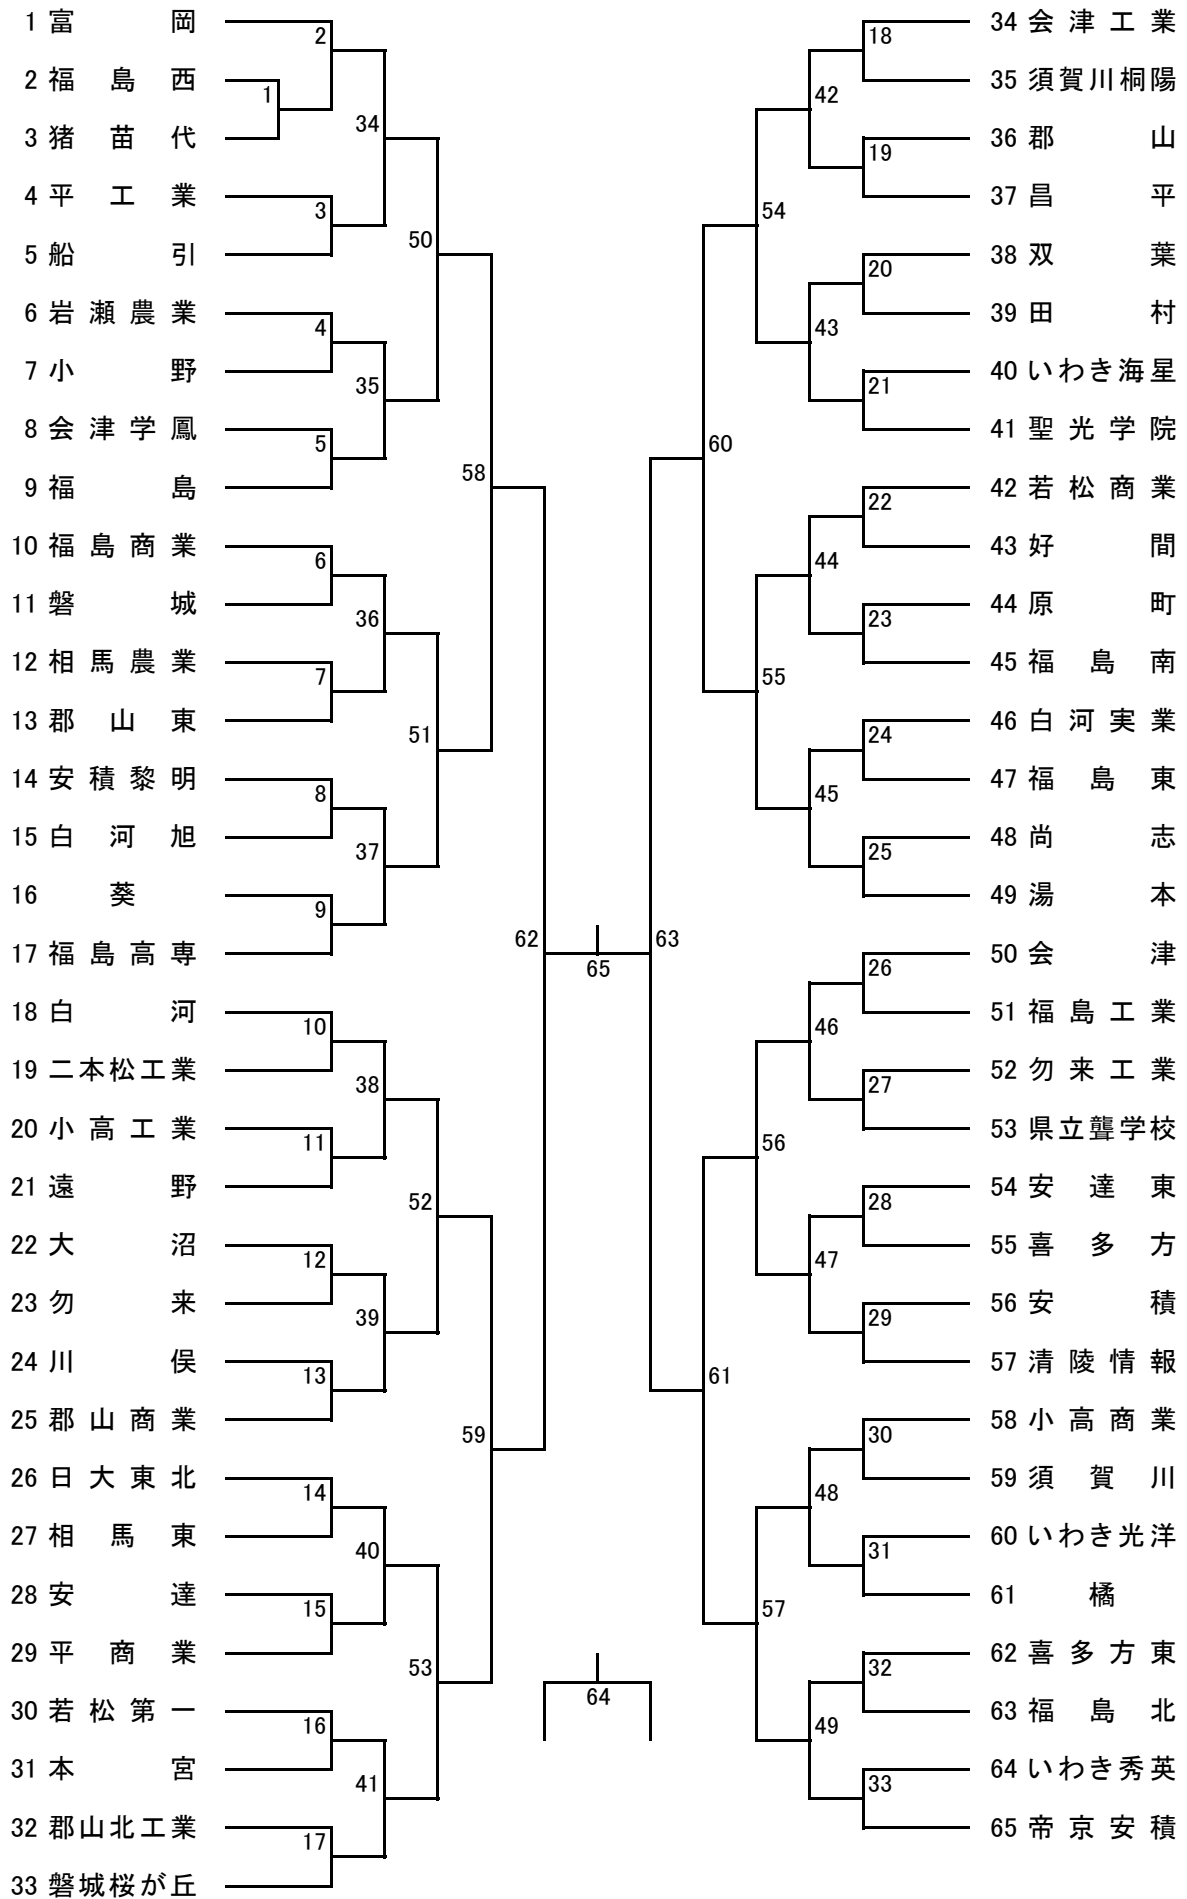 1 富岡
2 福島西
3 猪苗代
4 平工業
5 船引
6 岩瀬農業
7 小野
8 会津学鳳
9 福島
10 福島商業
11 磐城
12 相馬農業
13 郡山東
14 安積黎明
15 白河旭
16 葵
17 福島高専
18 白河
19 二本松工業
20 小高工業
21 遠野
22 大沼
23 勿来
24 川俣
25 郡山商業
26 日大東北
27 相馬東
28 安達
29 平商業
30 若松第一
31 本宮
32 郡山北工業
33 磐城桜が丘
2
1
3
4
5
6
7
8
9
10
11
12
13
14
15
16
17
34
35
36
37
38
39
40
41
50
51
52
53
58
59
62
65
64
63
60
61
54
55
56
57
42
43
44
45
46
47
48
49
18
19
20
21
22
23
24
25
26
27
28
29
30
31
32
33
34 会津工業
35 須賀川桐陽
36 郡山
37 昌平
38 双葉
39 田村
40 いわき海星
41 聖光学院
42 若松商業
43 好間
44 原町
45 福島南
46 白河実業
47 福島東
48 尚志
49 湯本
50 会津
51 福島工業
52 勿来工業
53 県立聾学校
54 安達東
55 喜多方
56 安積
57 清陵情報
58 小高商業
59 須賀川
60 いわき光洋
61 橘
62 喜多方東
63 福島北
64 いわき秀英
65 帝京安積